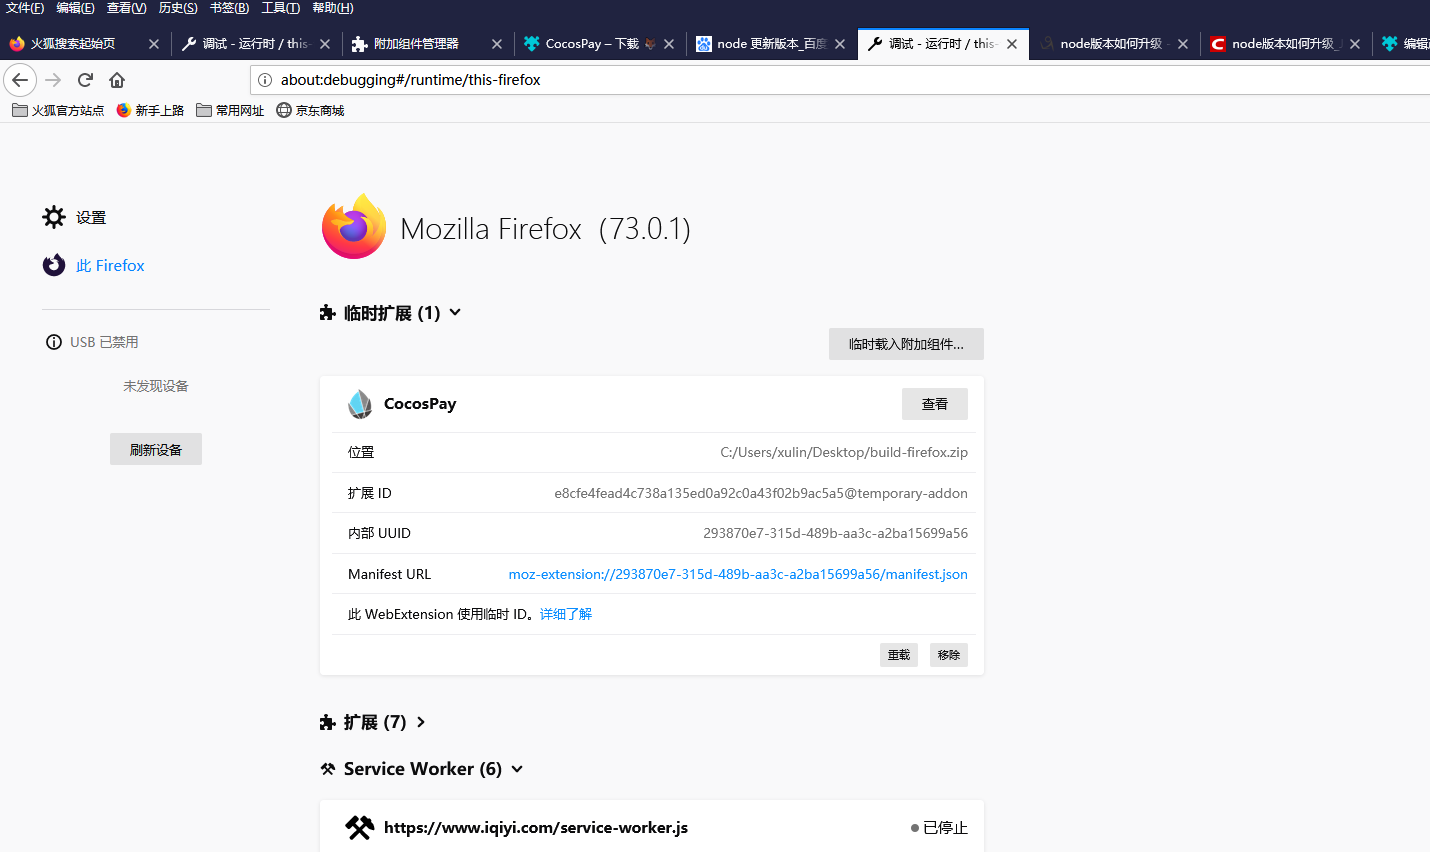 文件(F) 编辑(E) 查看(V) 历史(S) 书签(B) 工具(T) 帮助(H)
火狐搜索起始页 调试 - 运行时 / this- 附加组件管理器 CocosPay – 下载 node 更新版本_百度 调试 - 运行时 / this- node版本如何升级 - node版本如何升级_ 编辑
about:debugging#/runtime/this-firefox
火狐官方站点 新手上路 常用网址 京东商城
设置
此 Firefox
USB 已禁用
未发现设备
刷新设备
Mozilla Firefox (73.0.1)
临时扩展 (1)
临时载入附加组件...
CocosPay 查看
位置 C:/Users/xulin/Desktop/build-firefox.zip
扩展 ID e8cfe4fead4c738a135ed0a92c0a43f02b9ac5a5@temporary-addon
内部 UUID 293870e7-315d-489b-aa3c-a2ba15699a56
Manifest URL moz-extension://293870e7-315d-489b-aa3c-a2ba15699a56/manifest.json
此 WebExtension 使用临时 ID。详细了解
重载 移除
扩展 (7)
Service Worker (6)
https://www.iqiyi.com/service-worker.js 已停止